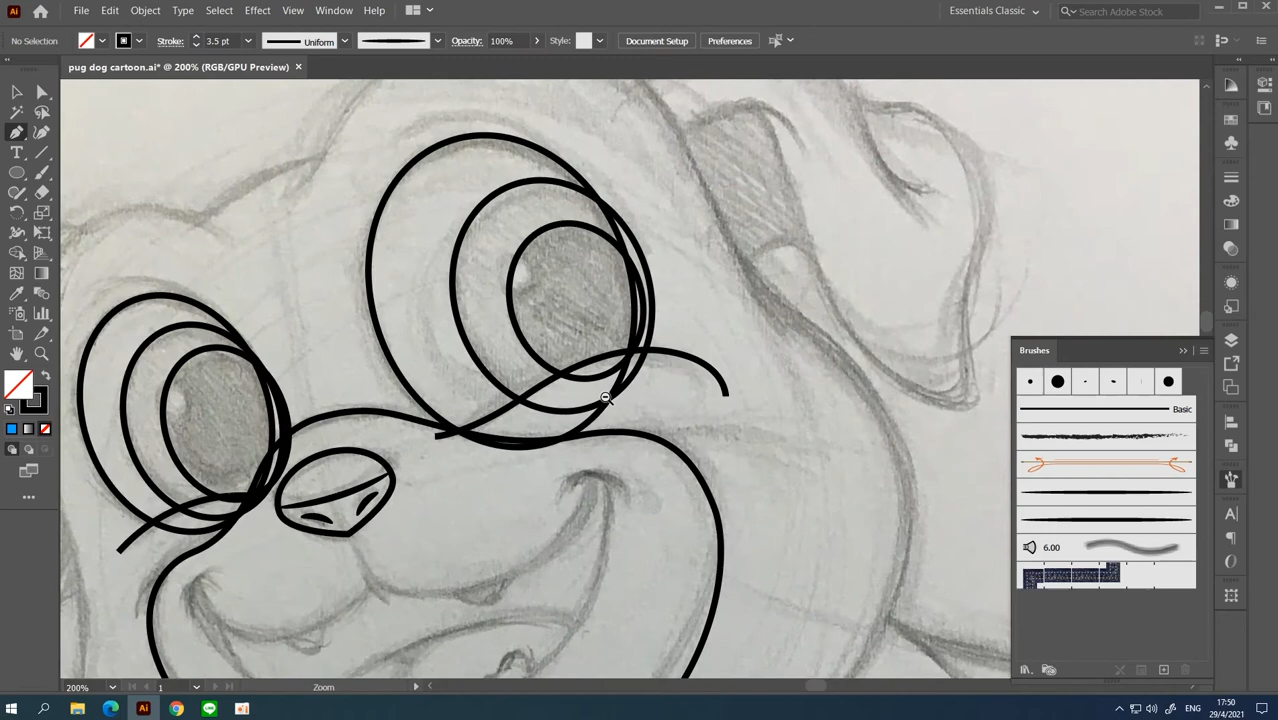 Ai File Edit Object Type Select Effect View Window Help Essentials Classic Search Adobe Stock
No Selection Stroke: 3.5 pt Uniform Opacity: 100% Style: Document Setup Preferences
pug dog cartoon.ai* @ 200% (RGB/GPU Preview)
Brushes
Basic
6.00
200% 1 Zoom
Ai ENG 17:50
29/4/2021